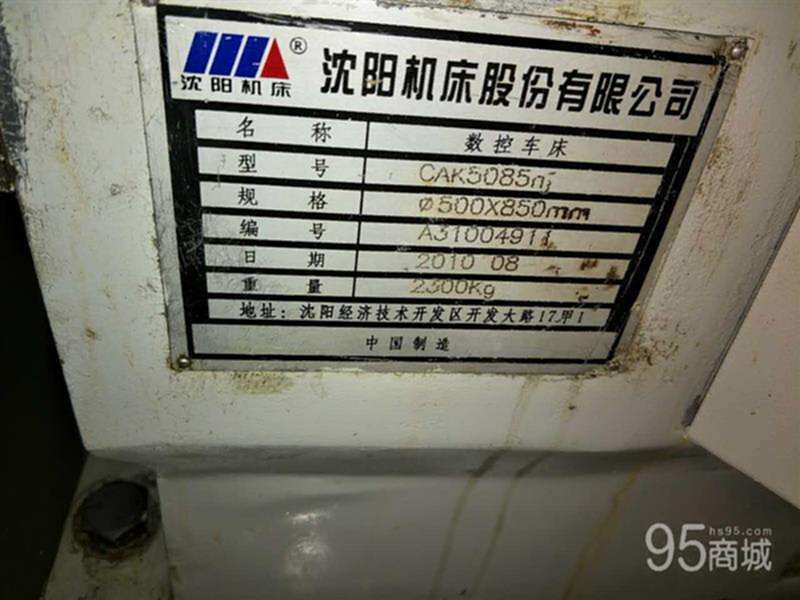 沈阳机床® 沈阳机床股份有限公司
名 称 数控车床
型 号 CAK5085nj
规 格 Ø500X850mm
编 号 A3100491
日 期 2010 08
重 量 2300Kg
地址：沈阳经济技术开发区开发大路17甲1
中国制造
hs95.com
95商城